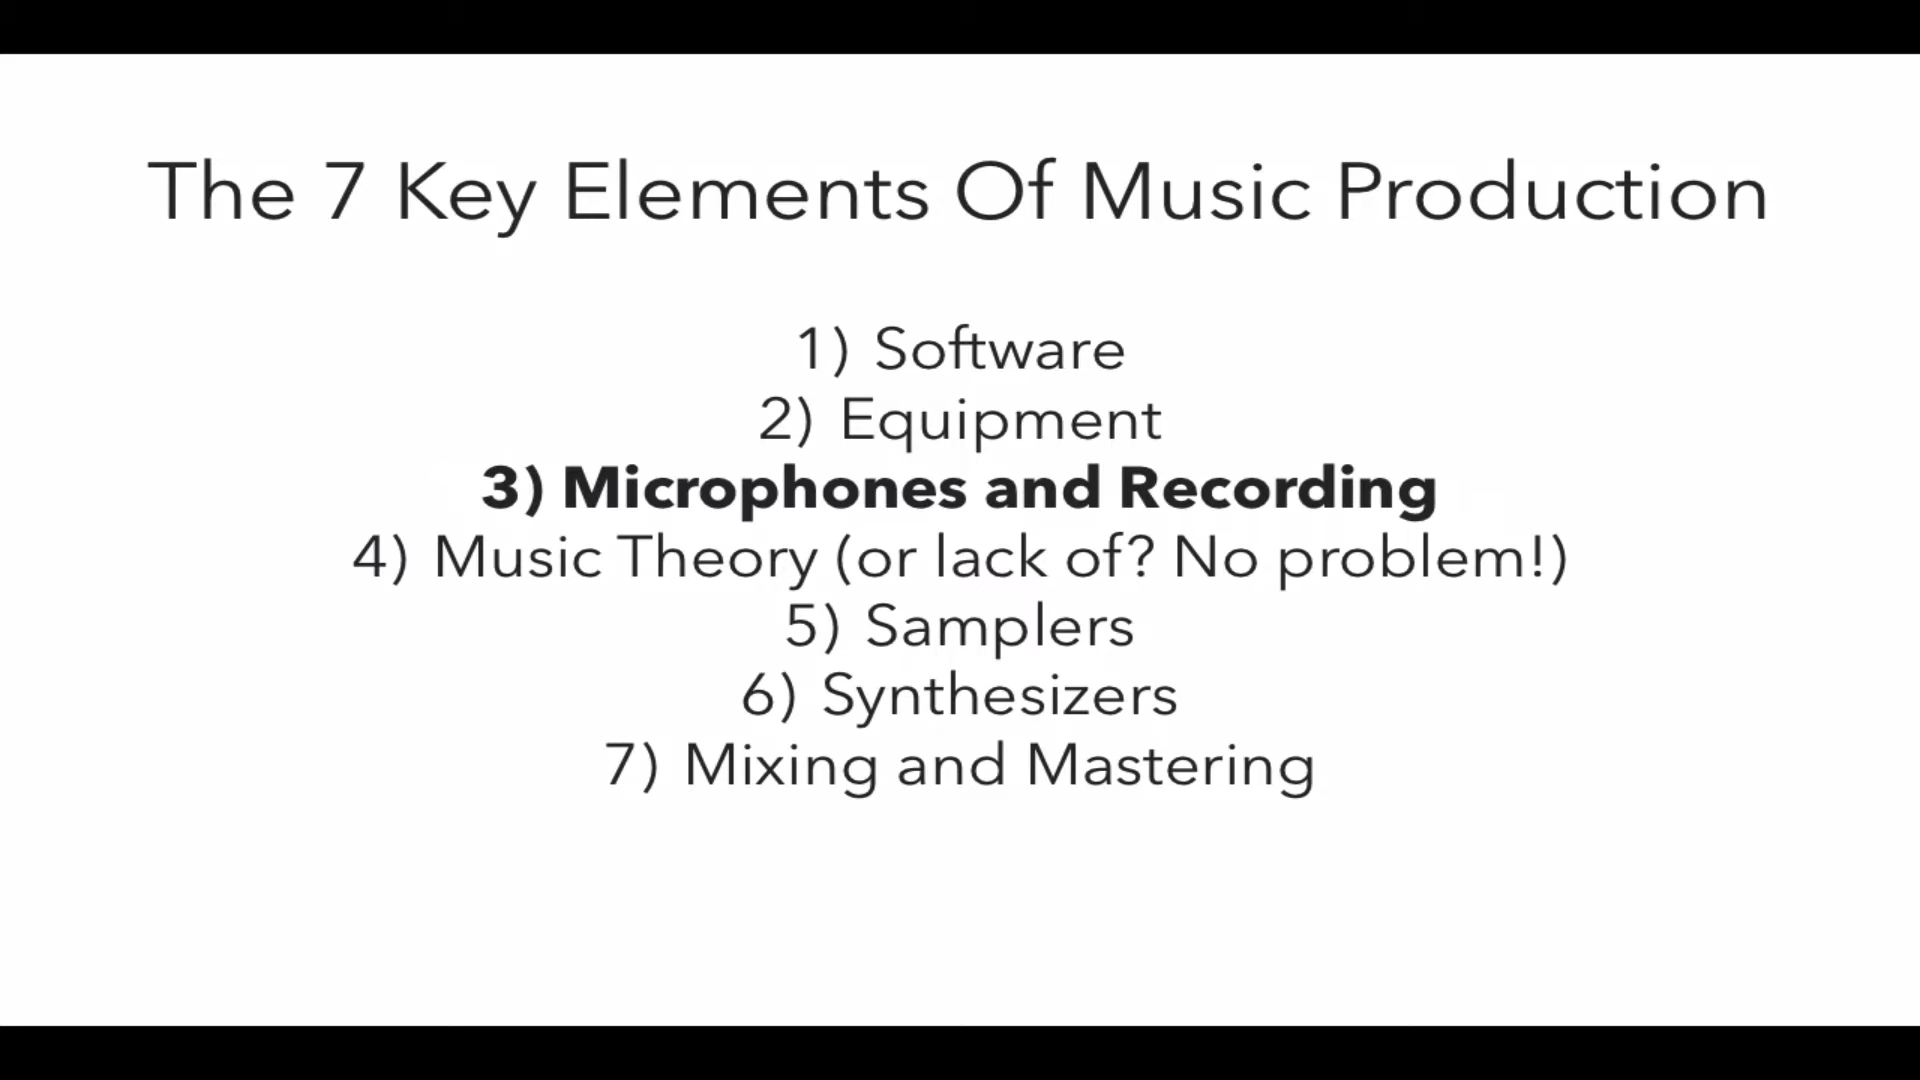 The 7 Key Elements Of Music Production
1) Software
2) Equipment
3) Microphones and Recording
4) Music Theory (or lack of? No problem!)
5) Samplers
6) Synthesizers
7) Mixing and Mastering